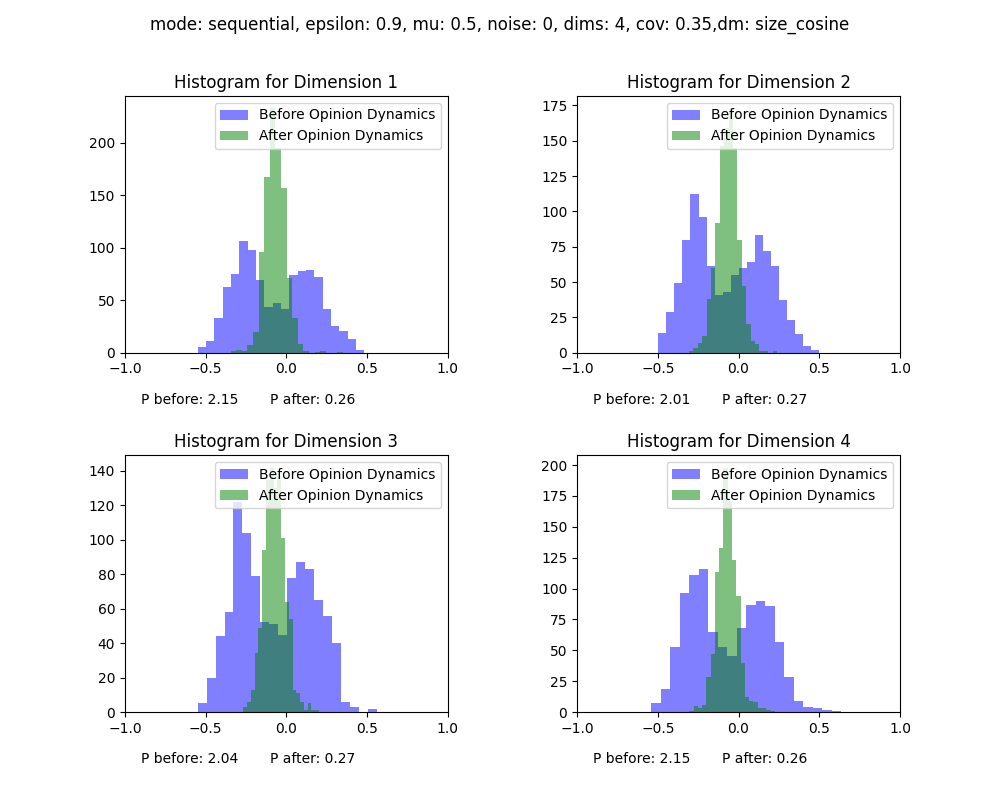 mode: sequential, epsilon: 0.9, mu: 0.5, noise: 0, dims: 4, cov: 0.35,dm: size_cosine
Histogram for Dimension 1
Before Opinion Dynamics
After Opinion Dynamics
200
150
100
50
0
−1.0 −0.5 0.0 0.5 1.0
P before: 2.15 P after: 0.26
Histogram for Dimension 2
Before Opinion Dynamics
After Opinion Dynamics
175
150
125
100
75
50
25
0
−1.0 −0.5 0.0 0.5 1.0
P before: 2.01 P after: 0.27
Histogram for Dimension 3
Before Opinion Dynamics
After Opinion Dynamics
140
120
100
80
60
40
20
0
−1.0 −0.5 0.0 0.5 1.0
P before: 2.04 P after: 0.27
Histogram for Dimension 4
Before Opinion Dynamics
After Opinion Dynamics
200
175
150
125
100
75
50
25
0
−1.0 −0.5 0.0 0.5 1.0
P before: 2.15 P after: 0.26